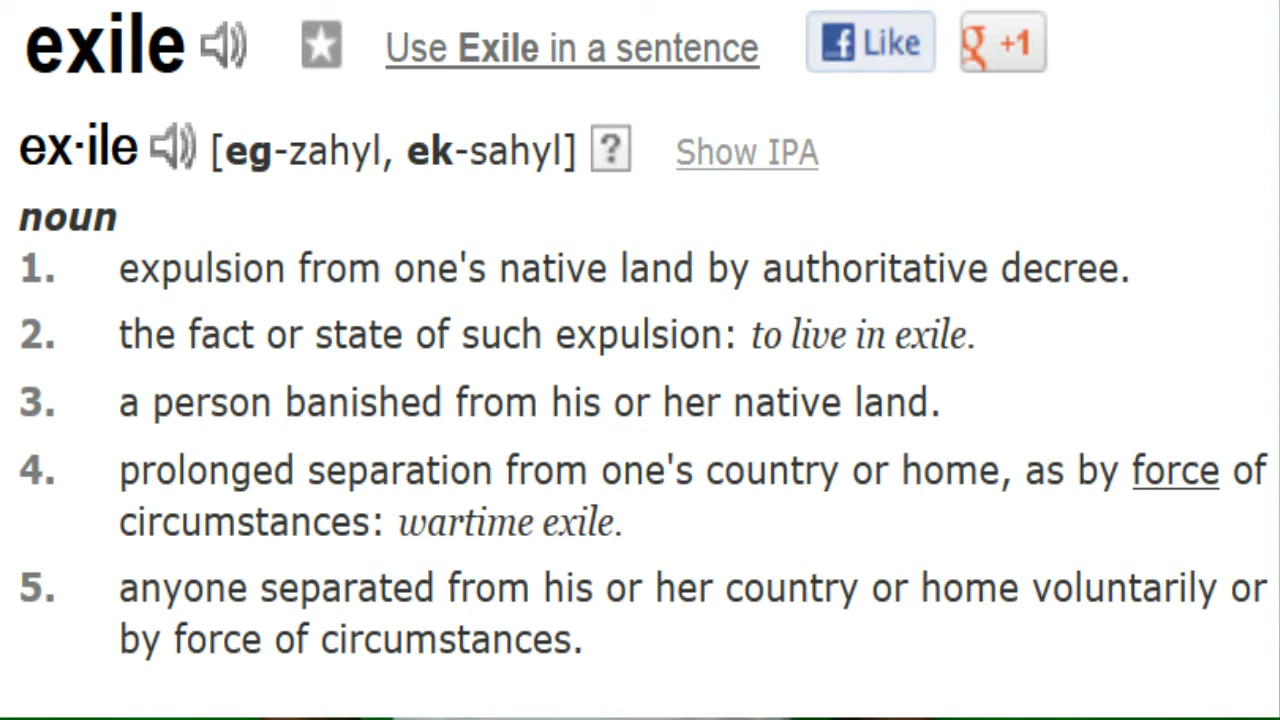 exile Use Exile in a sentence Like +1
ex·ile [eg-zahyl, ek-sahyl] ? Show IPA
noun
1. expulsion from one's native land by authoritative decree.
2. the fact or state of such expulsion: to live in exile.
3. a person banished from his or her native land.
4. prolonged separation from one's country or home, as by force of
circumstances: wartime exile.
5. anyone separated from his or her country or home voluntarily or
by force of circumstances.